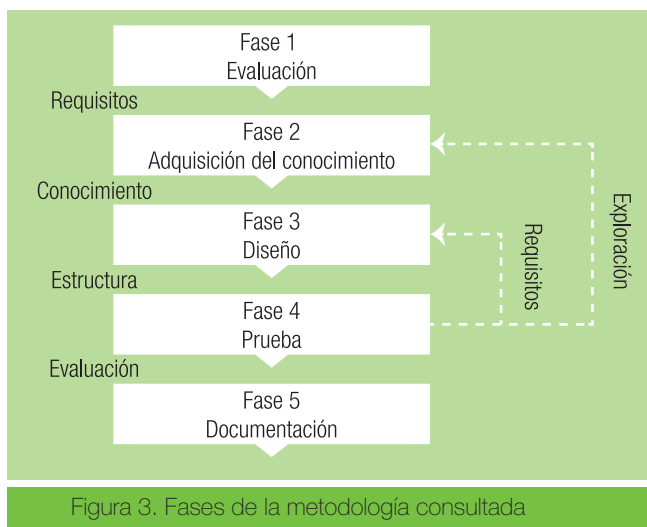 Fase 1
Evaluación
Requisitos
Fase 2
Adquisición del conocimiento
Conocimiento
Fase 3
Diseño
Estructura
Fase 4
Prueba
Evaluación
Fase 5
Documentación
Requisitos
Exploración
Figura 3. Fases de la metodología consultada